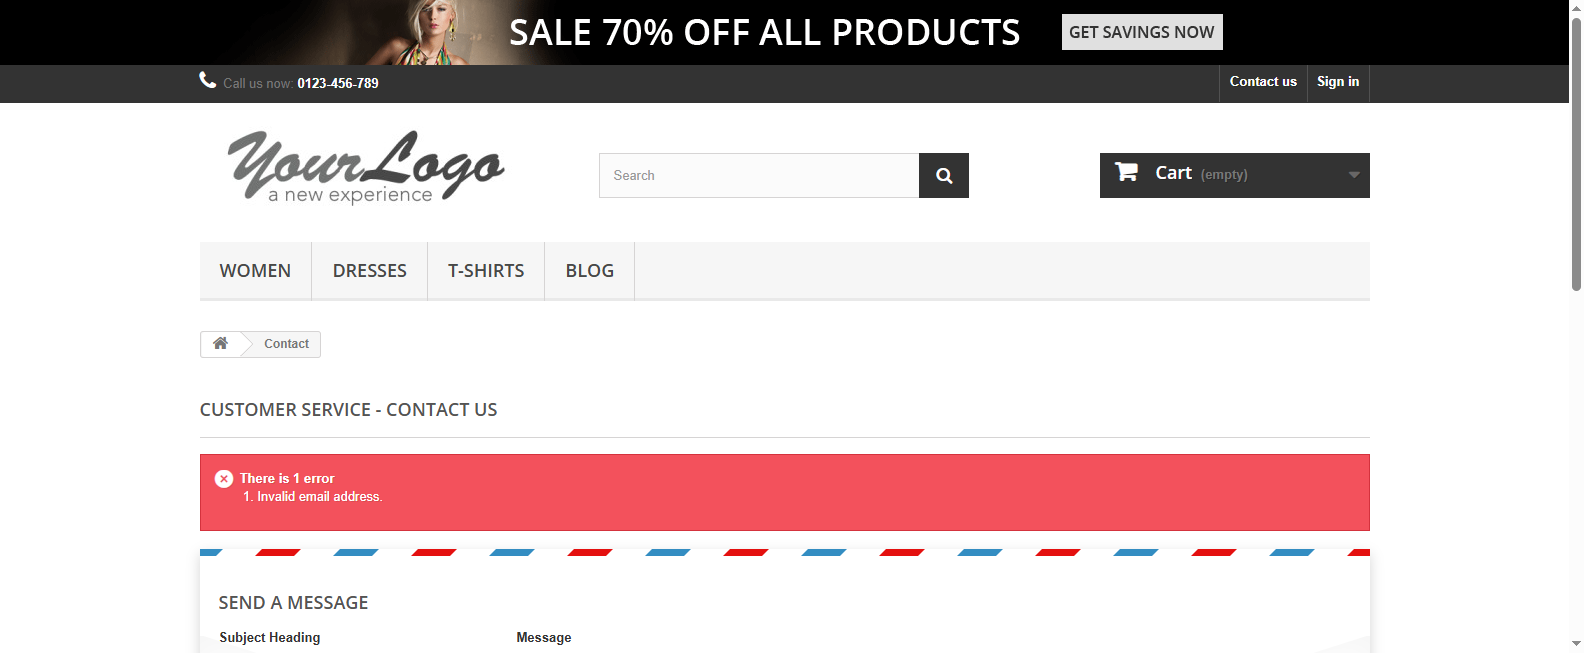 SALE 70% OFF ALL PRODUCTS
GET SAVINGS NOW
Call us now: 0123-456-789
Contact us
Sign in
YourLogo
a new experience
Search
Cart (empty)
WOMEN
DRESSES
T-SHIRTS
BLOG
Contact
CUSTOMER SERVICE - CONTACT US
There is 1 error
1. Invalid email address.
SEND A MESSAGE
Subject Heading
Message